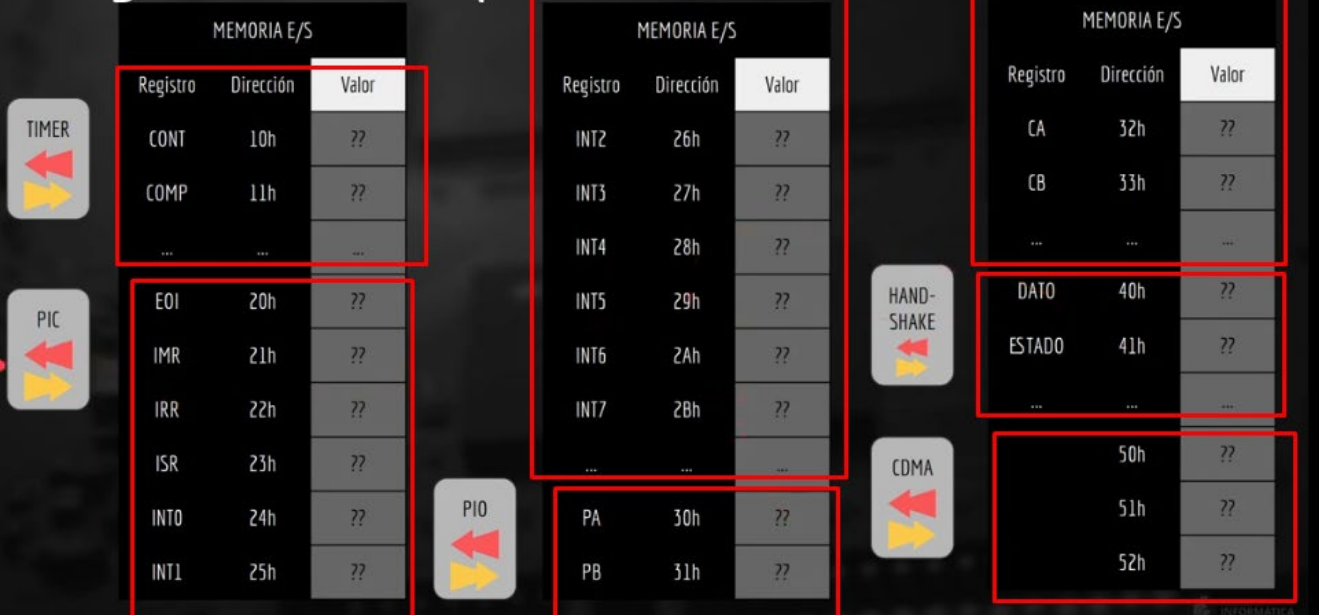 MEMORIA E/S
Registro Dirección Valor
TIMER
CONT 10h ??
COMP 11h ??
... ... ...
PIC
EOI 20h ??
IMR 21h ??
IRR 22h ??
ISR 23h ??
INT0 24h ??
INT1 25h ??
MEMORIA E/S
Registro Dirección Valor
INT2 26h ??
INT3 27h ??
INT4 28h ??
INT5 29h ??
INT6 2Ah ??
INT7 2Bh ??
... ... ...
PIO
PA 30h ??
PB 31h ??
MEMORIA E/S
Registro Dirección Valor
CA 32h ??
CB 33h ??
... ... ...
HAND-
SHAKE
DATO 40h ??
ESTADO 41h ??
... ... ...
CDMA
50h ??
51h ??
52h ??
INFORMATICA